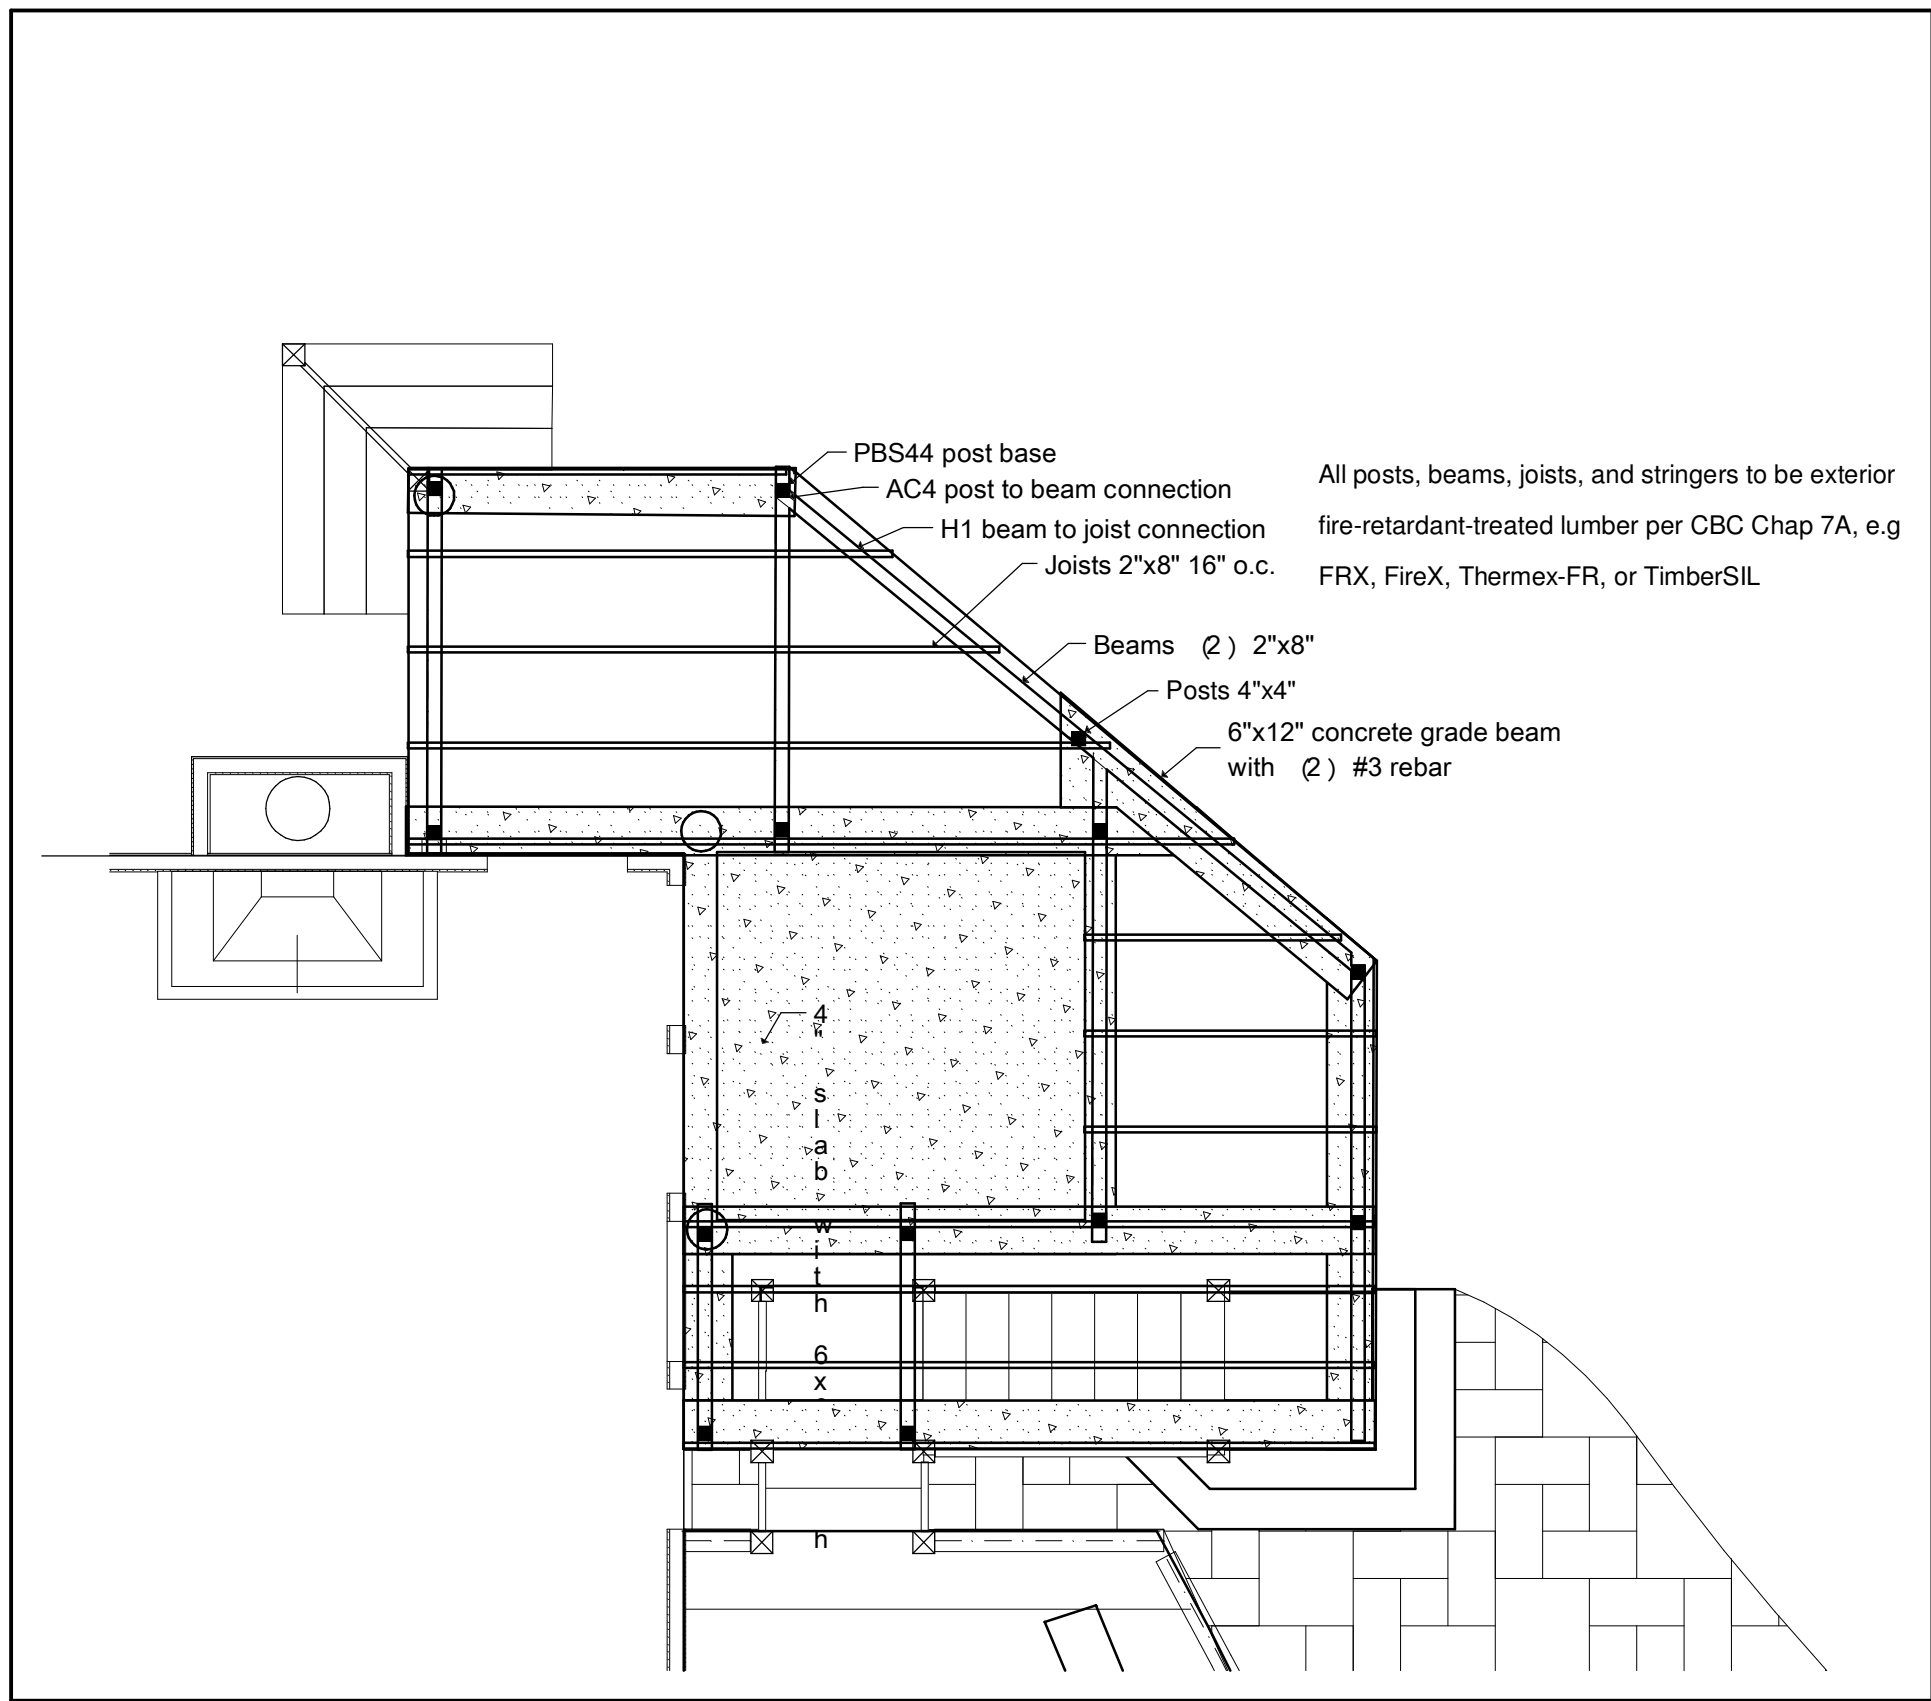 PBS44 post base
AC4 post to beam connection
H1 beam to joist connection
Joists 2"x8" 16" o.c.
Beams (2) 2"x8"
Posts 4"x4"
6"x12" concrete grade beam
with (2) #3 rebar
All posts, beams, joists, and stringers to be exterior
fire-retardant-treated lumber per CBC Chap 7A, e.g
FRX, FireX, Thermex-FR, or TimberSIL
4" slab with 6x
h